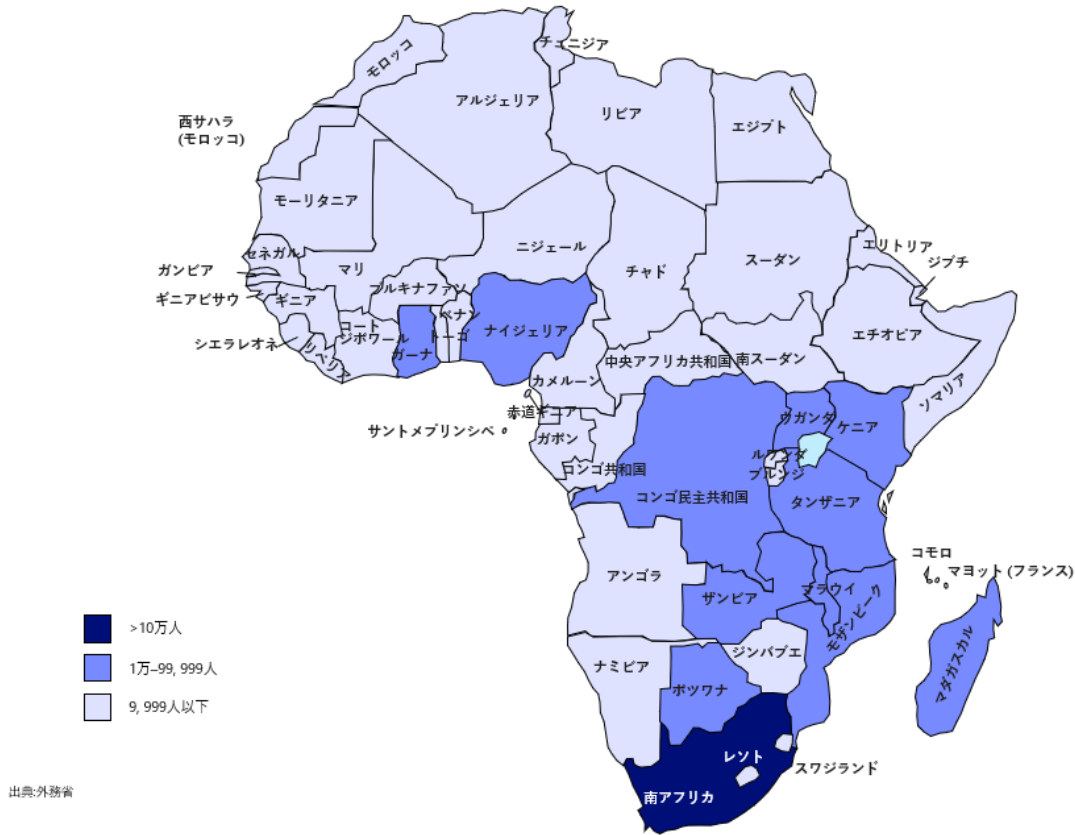 チュニジア
モロッコ
アルジェリア
リビア
エジプト
西サハラ
(モロッコ)
モーリタニア
セネガル
ガンビア
ギニアビサウ
ギニア
シエラレオネ
リベリア
マリ
ブルキナファソ
コート
ジボワール
ガーナ
ベナン
トーゴ
ニジェール
ナイジェリア
チャド
スーダン
エリトリア
ジブチ
エチオピア
ソマリア
南スーダン
中央アフリカ共和国
カメルーン
赤道ギニア
サントメプリンシペ
ガボン
コンゴ共和国
コンゴ民主共和国
ウガンダ
ケニア
ルワンダ
ブルンジ
タンザニア
コモロ
マヨット(フランス)
アンゴラ
ザンビア
マラウイ
モザンビーク
マダガスカル
ジンバブエ
ナミビア
ボツワナ
レソト
スワジランド
南アフリカ
>10万人
1万–99, 999人
9, 999人以下
出典:外務省